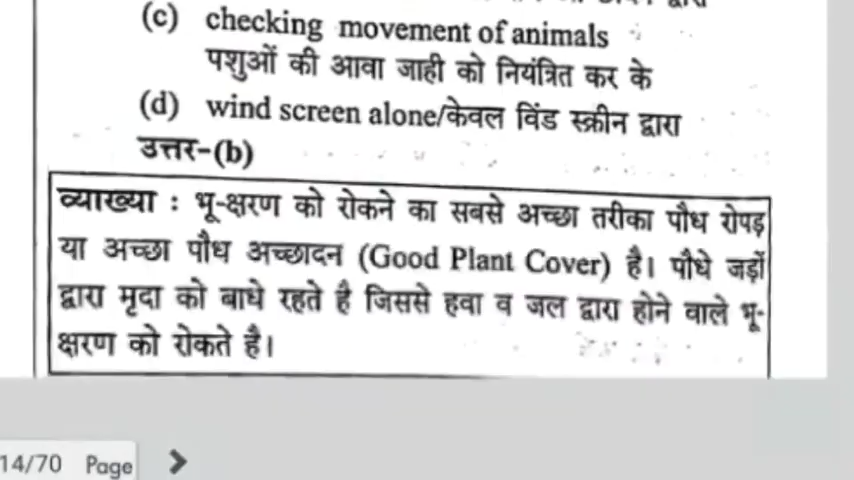 (c) checking movement of animals
पशुओं की आवा जाही को नियंत्रित कर के
(d) wind screen alone/केवल विंड स्क्रीन द्वारा
उत्तर-(b)
व्याख्या : भू-क्षरण को रोकने का सबसे अच्छा तरीका पौध रोपड़
या अच्छा पौध अच्छादन (Good Plant Cover) है। पौधे जड़ों
द्वारा मृदा को बाधे रहते है जिससे हवा व जल द्वारा होने वाले भू-
क्षरण को रोकते है।
14/70 Page